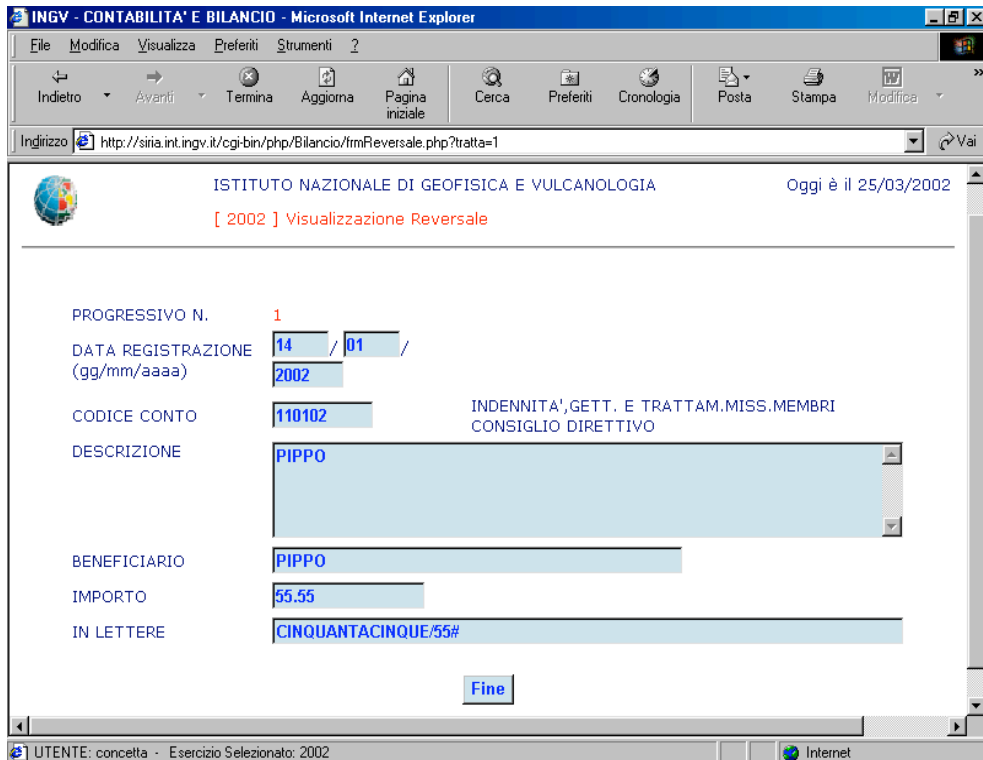 INGV - CONTABILITA' E BILANCIO - Microsoft Internet Explorer
File Modifica Visualizza Preferiti Strumenti ?
Indietro Avanti Termina Aggiorna Pagina iniziale Cerca Preferiti Cronologia Posta Stampa Modifica »
Indirizzo http://siria.int.ingv.it/cgi-bin/php/Bilancio/frmReversale.php?tratta=1 Vai
ISTITUTO NAZIONALE DI GEOFISICA E VULCANOLOGIA Oggi è il 25/03/2002
[ 2002 ] Visualizzazione Reversale
PROGRESSIVO N. 1
DATA REGISTRAZIONE 14 / 01 /
(gg/mm/aaaa) 2002
CODICE CONTO 110102 INDENNITA',GETT. E TRATTAM.MISS.MEMBRI
CONSIGLIO DIRETTIVO
DESCRIZIONE PIPPO
BENEFICIARIO PIPPO
IMPORTO 55.55
IN LETTERE CINQUANTACINQUE/55#
Fine
UTENTE: concetta - Esercizio Selezionato: 2002 Internet